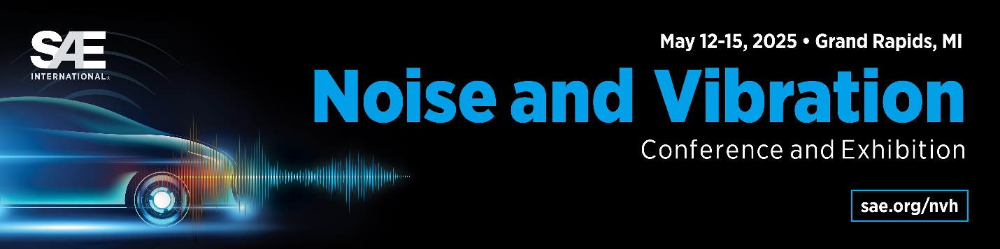 SAE
INTERNATIONAL®
May 12-15, 2025 • Grand Rapids, MI
Noise and Vibration
Conference and Exhibition
sae.org/nvh